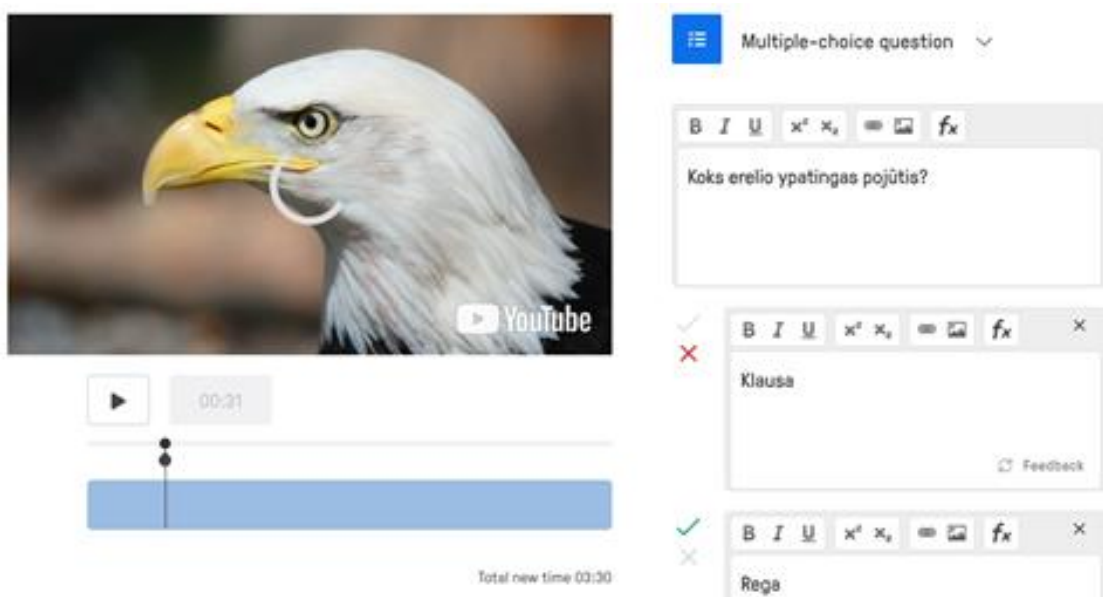 YouTube
00:31
Total new time 03:30
Multiple-choice question
B I U x² x₂ fx
Koks erelio ypatingas pojūtis?
B I U x² x₂ fx ×
Klausa
Feedback
B I U x² x₂ fx ×
Rega